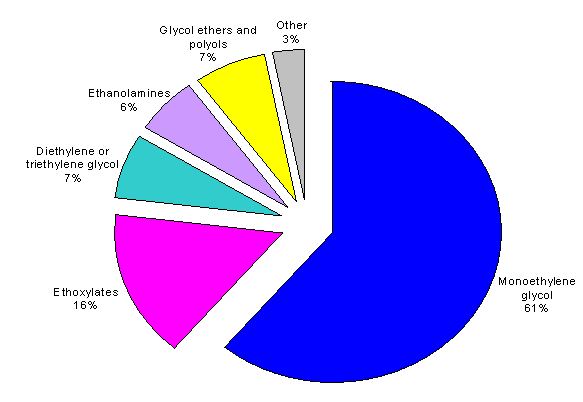 Other
3%
Glycol ethers and
polyols
7%
Ethanolamines
6%
Diethylene or
triethylene glycol
7%
Ethoxylates
16%
Monoethylene
glycol
61%